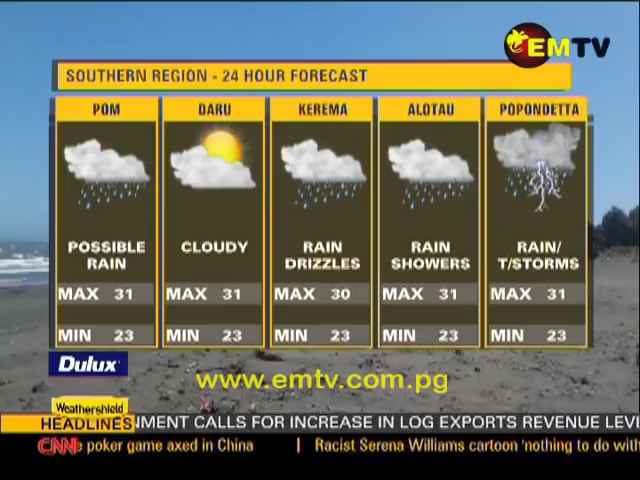 EMTV
SOUTHERN REGION - 24 HOUR FORECAST
POM DARU KEREMA ALOTAU POPONDETTA
POSSIBLE RAIN
CLOUDY
RAIN DRIZZLES
RAIN SHOWERS
RAIN/ T/STORMS
MAX 31 MAX 31 MAX 30 MAX 31 MAX 31
MIN 23 MIN 23 MIN 23 MIN 23 MIN 23
Dulux
www.emtv.com.pg
Weathershield
HEADLINES NMENT CALLS FOR INCREASE IN LOG EXPORTS REVENUE LEV
CNN poker game axed in China | Racist Serena Williams cartoon 'nothing to do with